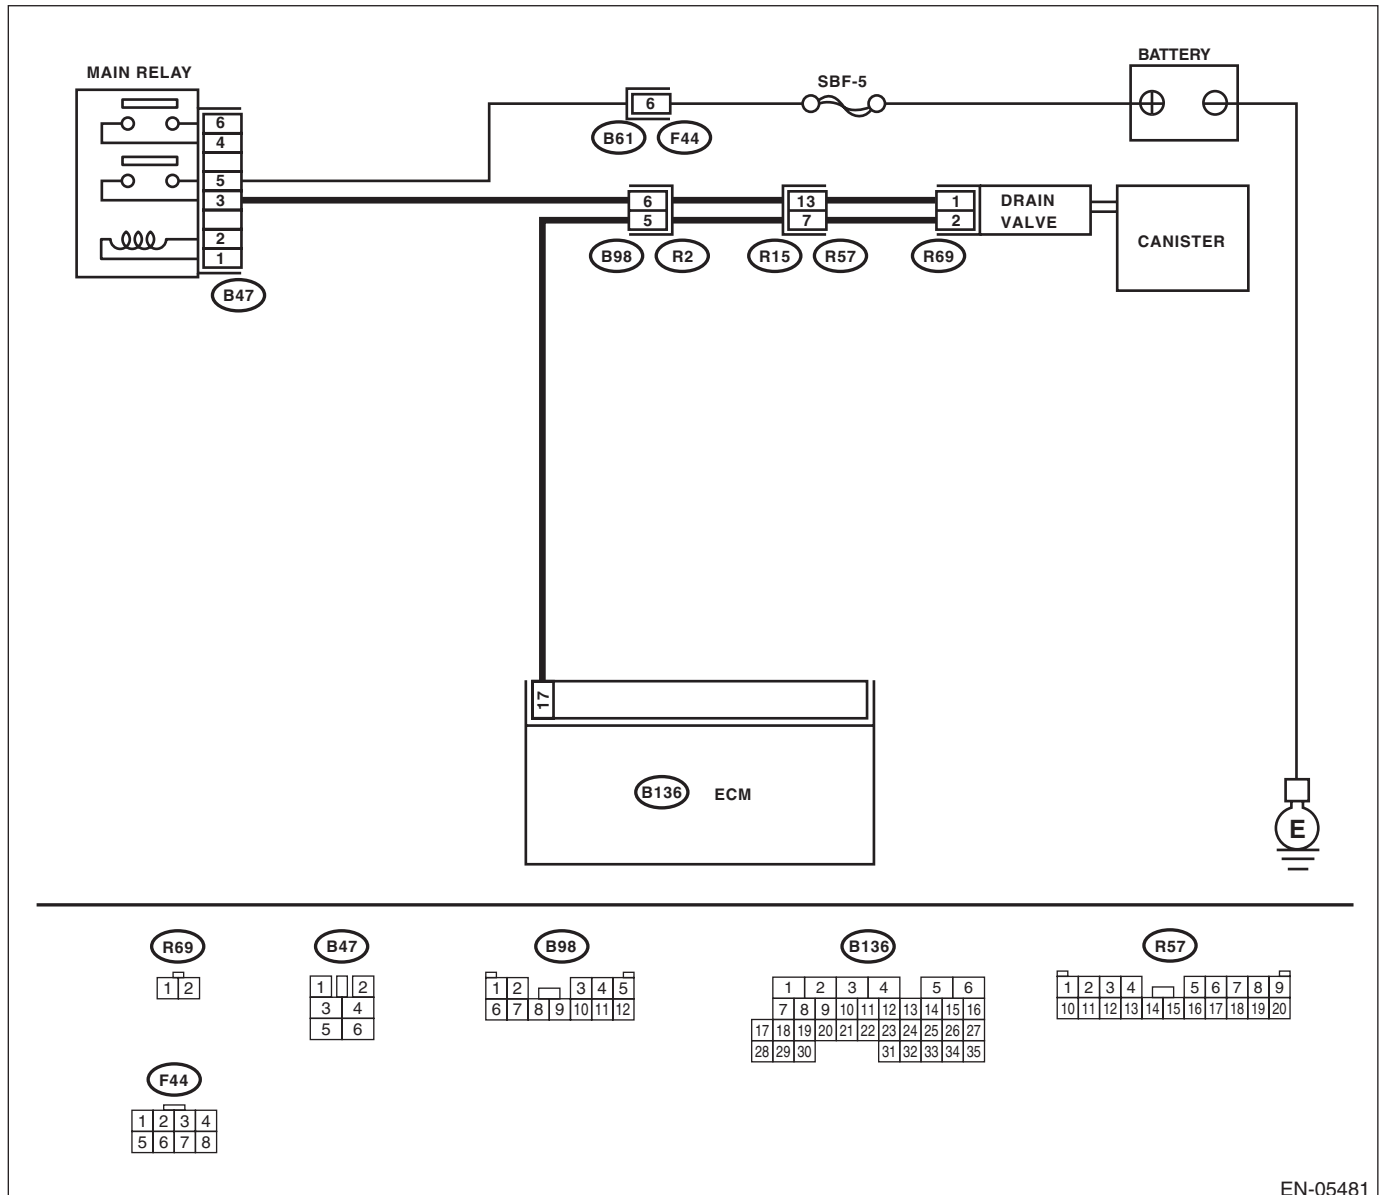 BATTERY
MAIN RELAY
SBF-5
6
B61 F44
6
4
5
3
2
1
B47
6
5
B98 R2
13
7
R15 R57
1
2
R69
DRAIN
VALVE
CANISTER
17
B136 ECM
E
R69
1 2
B47
1 2
3 4
5 6
B98
1 2 3 4 5
6 7 8 9 10 11 12
B136
1 2 3 4 5 6
7 8 9 10 11 12 13 14 15 16
17 18 19 20 21 22 23 24 25 26 27
28 29 30 31 32 33 34 35
R57
1 2 3 4 5 6 7 8 9
10 11 12 13 14 15 16 17 18 19 20
F44
1 2 3 4
5 6 7 8
EN-05481